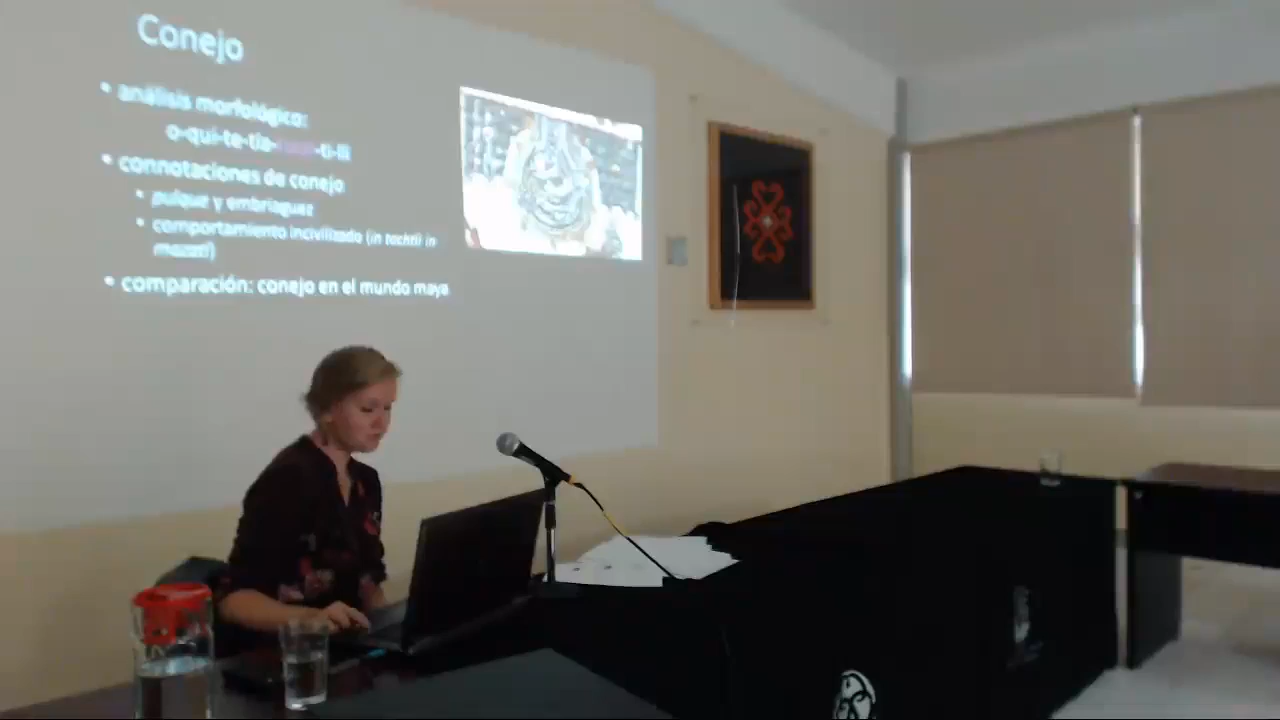 Conejo
• análisis morfológico:
o-qui-te-tla- -ti-li
• connotaciones de conejo
• pulque y embriaguez
• comportamiento incivilizado (in tochtli in
mazatl)
• comparación: conejo en el mundo maya